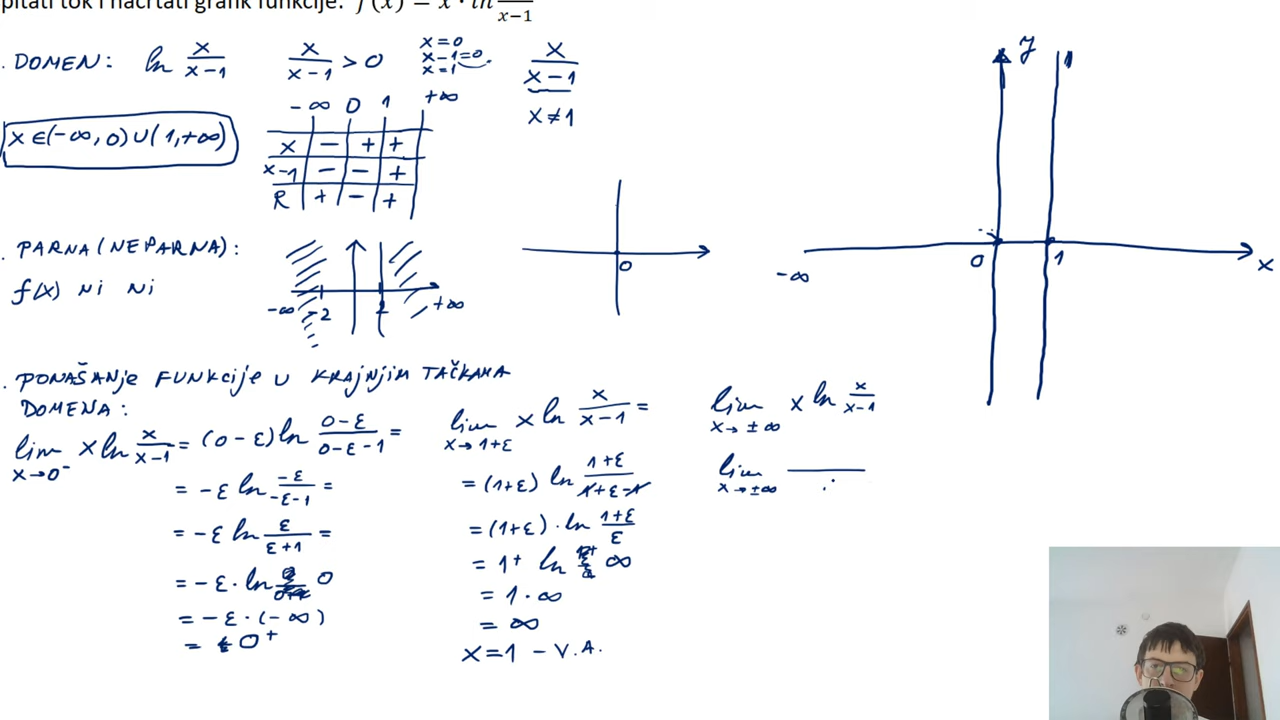 pitati tok i nacrtati grafik funkcije: f(x) = x · ln x/x−1
. DOMEN: ln x/x−1   x/x−1 > 0   x=0   x−1=0   x=1   x/x−1   x≠1
x∈(−∞, 0)∪(1,+∞)
−∞ 0 1 +∞
x − + +
x−1 − − +
R + − +
. PARNA (NEPARNA):
f(x) ni ni
−∞ −2 2 +∞
0
y 1
−∞ 0 1 x
. PONAŠANJE FUNKCIJE U KRAJNJIM TAČKAMA
DOMENA:
lim x→0⁻ x ln x/x−1 = (0−ε) ln 0−ε/0−ε−1 =
= −ε ln −ε/−ε−1 =
= −ε ln ε/ε+1 =
= −ε · ln 0
= −ε · (−∞)
= 0⁺
lim x→1+ε x ln x/x−1 =
= (1+ε) ln 1+ε/1+ε−1
= (1+ε) · ln 1+ε/ε
= 1⁺ ln ∞
= 1 · ∞
= ∞
x=1 − V.A.
lim x→±∞ x ln x/x−1
lim x→±∞